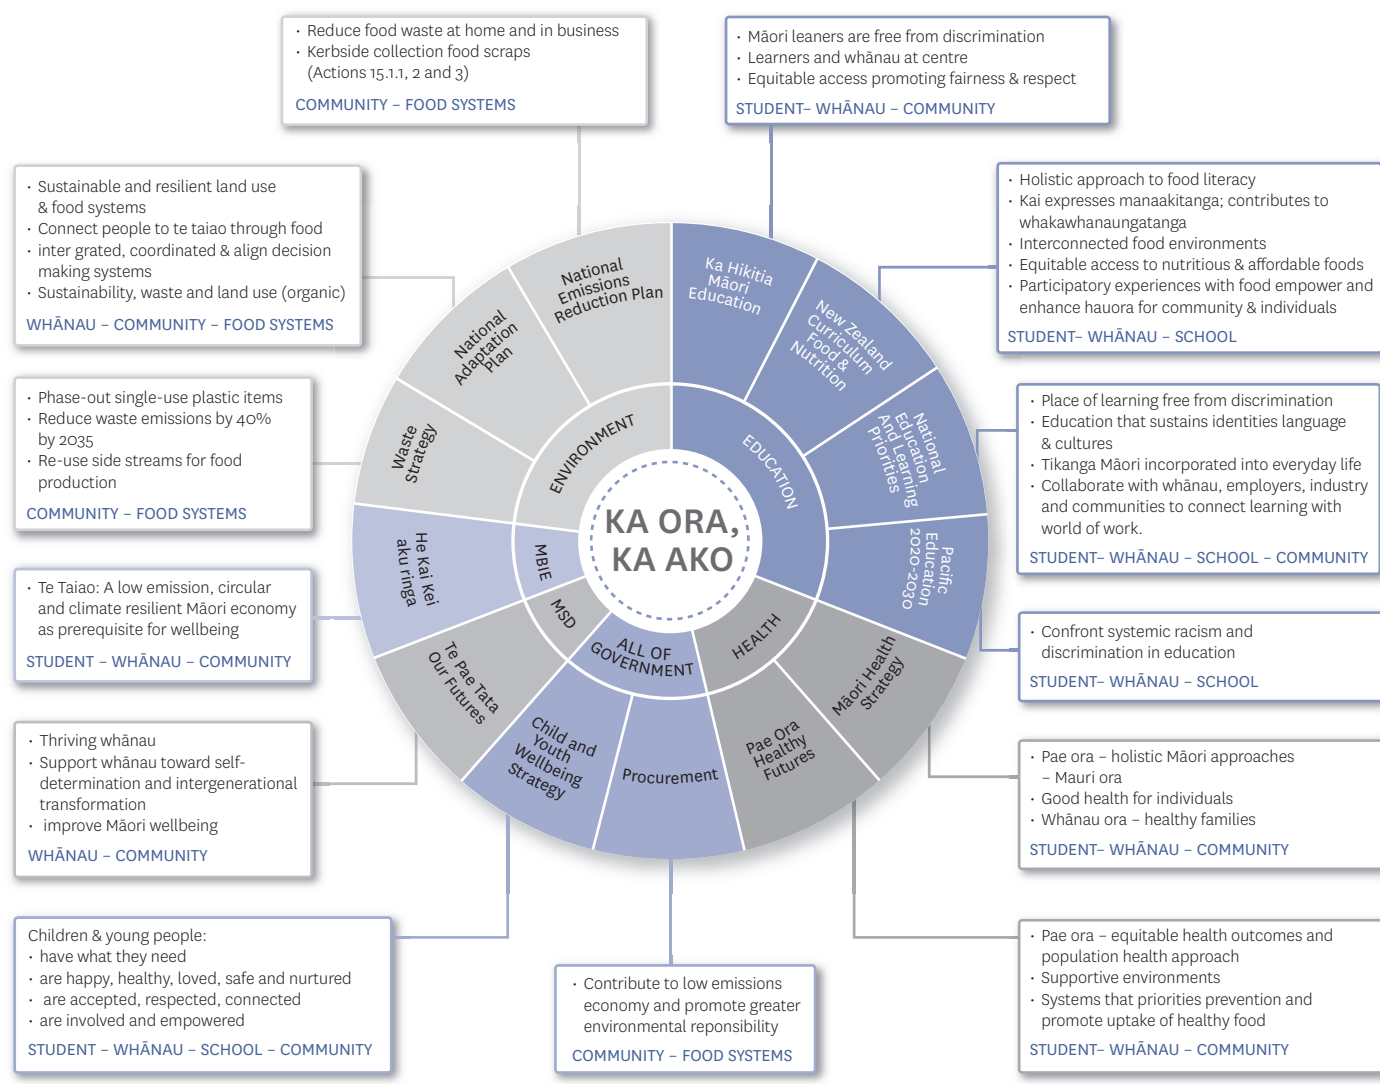 · Reduce food waste at home and in business
· Kerbside collection food scraps
(Actions 15.1.1, 2 and 3)
COMMUNITY – FOOD SYSTEMS
· Māori leaners are free from discrimination
· Learners and whānau at centre
· Equitable access promoting fairness & respect
STUDENT– WHĀNAU – COMMUNITY
· Sustainable and resilient land use
& food systems
· Connect people to te taiao through food
· inter grated, coordinated & align decision
making systems
· Sustainability, waste and land use (organic)
WHĀNAU – COMMUNITY – FOOD SYSTEMS
· Holistic approach to food literacy
· Kai expresses manaakitanga; contributes to
whakawhanaungatanga
· Interconnected food environments
· Equitable access to nutritious & affordable foods
· Participatory experiences with food empower and
enhance hauora for community & individuals
STUDENT– WHĀNAU – SCHOOL
· Phase-out single-use plastic items
· Reduce waste emissions by 40%
by 2035
· Re-use side streams for food
production
COMMUNITY – FOOD SYSTEMS
· Place of learning free from discrimination
· Education that sustains identities language
& cultures
· Tikanga Māori incorporated into everyday life
· Collaborate with whānau, employers, industry
and communities to connect learning with
world of work.
STUDENT– WHĀNAU – SCHOOL – COMMUNITY
· Te Taiao: A low emission, circular
and climate resilient Māori economy
as prerequisite for wellbeing
STUDENT – WHĀNAU – COMMUNITY
· Confront systemic racism and
discrimination in education
STUDENT– WHĀNAU – SCHOOL
· Thriving whānau
· Support whānau toward self-
determination and intergenerational
transformation
· improve Māori wellbeing
WHĀNAU – COMMUNITY
· Pae ora – holistic Māori approaches
– Mauri ora
· Good health for individuals
· Whānau ora – healthy families
STUDENT– WHĀNAU – COMMUNITY
Children & young people:
· have what they need
· are happy, healthy, loved, safe and nurtured
· are accepted, respected, connected
· are involved and empowered
STUDENT – WHĀNAU – SCHOOL – COMMUNITY
· Contribute to low emissions
economy and promote greater
environmental reponsibility
COMMUNITY – FOOD SYSTEMS
· Pae ora – equitable health outcomes and
population health approach
· Supportive environments
· Systems that priorities prevention and
promote uptake of healthy food
STUDENT– WHĀNAU – COMMUNITY
National
Emissions
Reduction Plan
Ka Hikitia
Māori
Education
New Zealand
Curriculum
Food &
Nutrition
National
Education
And Learning
Priorities
Pacific
Education
2020-2030
Māori Health
Strategy
Pae Ora
Healthy
Futures
Procurement
Child and
Youth
Wellbeing
Strategy
Te Pae Tata
Our Futures
He Kai Kei
aku ringa
Waste
Strategy
National
Adaptation
Plan
ENVIRONMENT
EDUCATION
HEALTH
ALL OF
GOVERNMENT
MSD
MBIE
KA ORA,
KA AKO